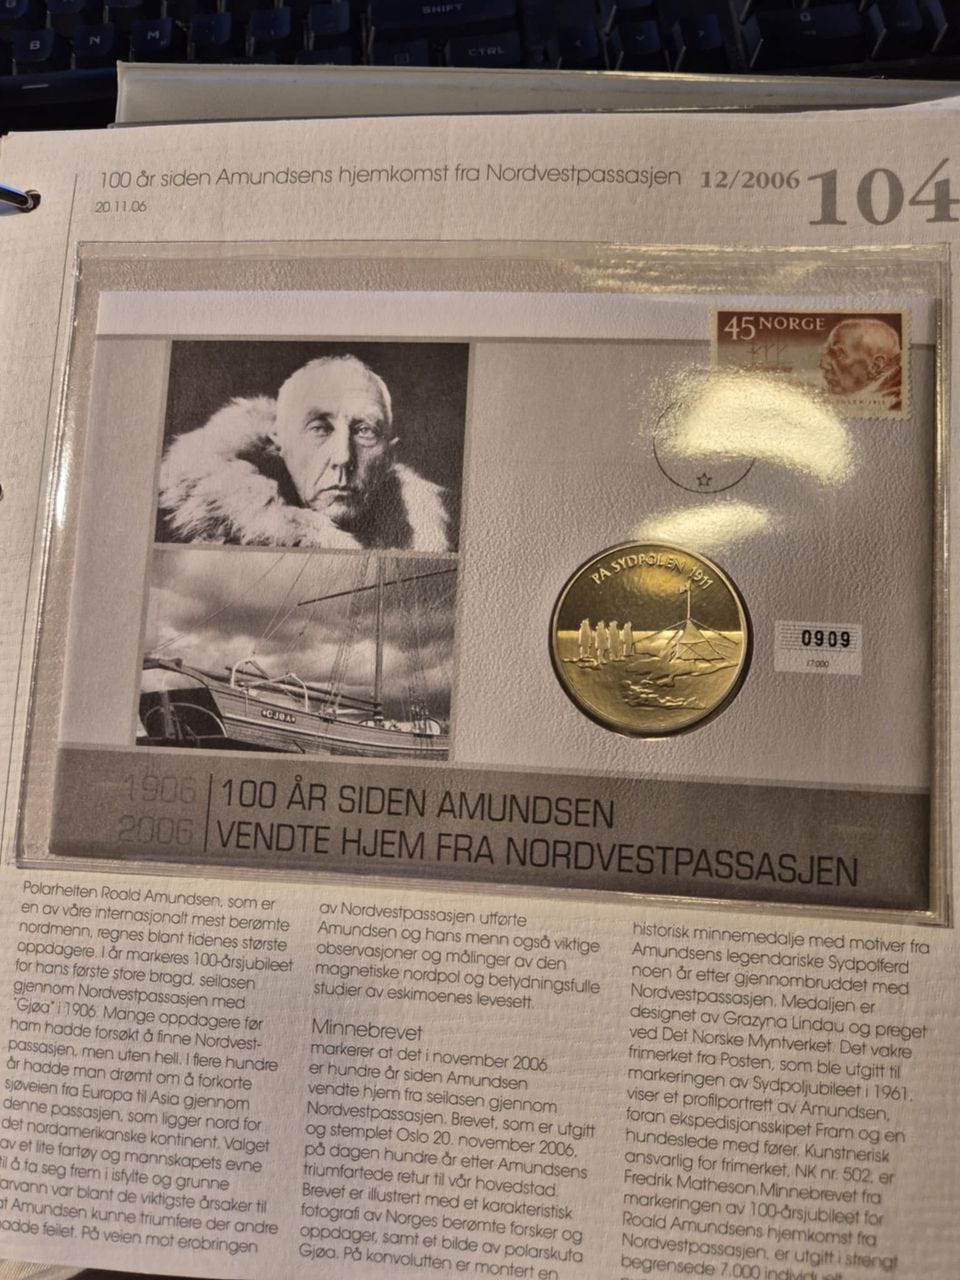 SHIFT
B N M
CTRL
100 år siden Amundsens hjemkomst fra Nordvestpassasjen 12/2006 104
20.11.06
45 NORGE
PÅ SYDPOLEN 1911
0909
17.000
GJØA
1906
2006
100 ÅR SIDEN AMUNDSEN
VENDTE HJEM FRA NORDVESTPASSASJEN
Polarhelten Roald Amundsen, som er
en av våre internasjonalt mest berømte
nordmenn, regnes blant tidenes største
oppdagere. I år markeres 100-årsjubileet
for hans første store bragd, seilasen
gjennom Nordvestpassasjen med
"Gjøa" i 1906. Mange oppdagere før
ham hadde forsøkt å finne Nordvest-
passasjen, men uten hell. I flere hundre
år hadde man drømt om å forkorte
sjøveien fra Europa til Asia gjennom
denne passasjen, som ligger nord for
det nordamerikanske kontinent. Valget
av et lite fartøy og mannskapets evne
til å ta seg frem i isfylte og grunne
farvann var blant de viktigste årsaker til
at Amundsen kunne triumfere der andre
hadde feilet. På veien mot erobringen
av Nordvestpassasjen utførte
Amundsen og hans menn også viktige
observasjoner og målinger av den
magnetiske nordpol og betydningsfulle
studier av eskimoenes levesett.
Minnebrevet
markerer at det i november 2006
er hundre år siden Amundsen
vendte hjem fra seilasen gjennom
Nordvestpassasjen. Brevet, som er utgitt
og stemplet Oslo 20. november 2006,
på dagen hundre år etter Amundsens
triumfartede retur til vår hovedstad.
Brevet er illustrert med et karakteristisk
fotografi av Norges berømte forsker og
oppdager, samt et bilde av polarskuta
Gjøa. På konvolutten er montert en
historisk minnemedalje med motiver fra
Amundsens legendariske Sydpolferd
noen år etter gjennombruddet med
Nordvestpassasjen. Medaljen er
designet av Grazyna Lindau og preget
ved Det Norske Myntverket. Det vakre
frimerket fra Posten, som ble utgitt til
markeringen av Sydpoljubileet i 1961,
viser et profilportrett av Amundsen,
foran ekspedisjonsskipet Fram og en
hundeslede med fører. Kunstnerisk
ansvarlig for frimerket, NK nr. 502, er
Fredrik Matheson. Minnebrevet fra
markeringen av 100-årsjubileet for
Roald Amundsens hjemkomst fra
Nordvestpassasjen, er utgitt i strengt
begrensede 7.000